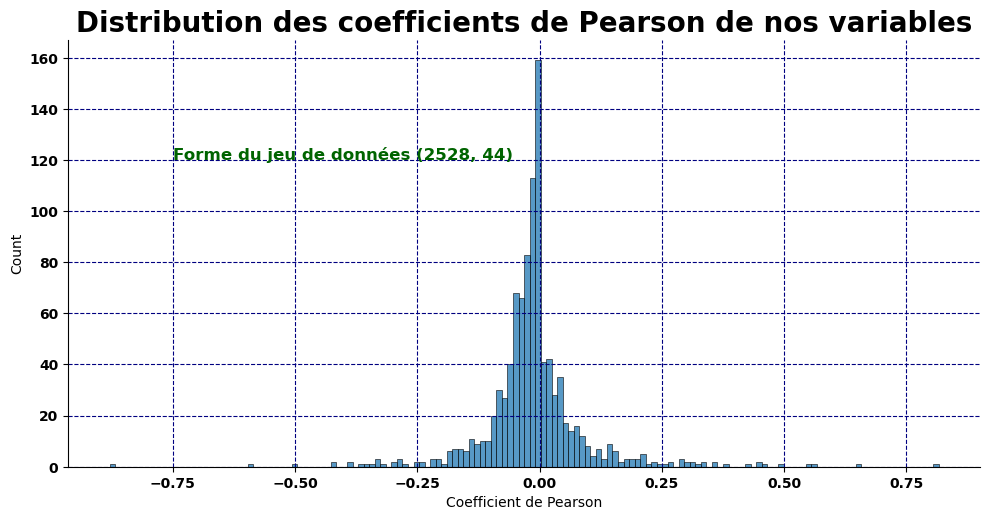 Distribution des coefficients de Pearson de nos variables
160
140
Forme du jeu de données (2528, 44)
120
100
80
60
40
20
0
Count
−0.75 −0.50 −0.25 0.00 0.25 0.50 0.75
Coefficient de Pearson